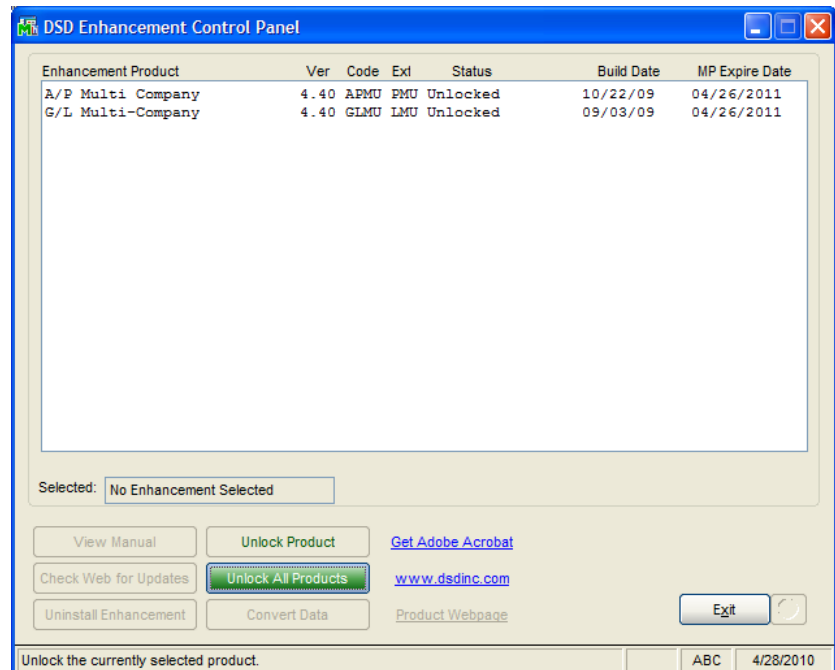 DSD Enhancement Control Panel
Enhancement Product Ver Code Ext Status Build Date MP Expire Date
A/P Multi Company 4.40 APMU PMU Unlocked 10/22/09 04/26/2011
G/L Multi-Company 4.40 GLMU LMU Unlocked 09/03/09 04/26/2011
Selected: No Enhancement Selected
View Manual Unlock Product Get Adobe Acrobat
Check Web for Updates Unlock All Products www.dsdinc.com
Uninstall Enhancement Convert Data Product Webpage Exit
Unlock the currently selected product. ABC 4/28/2010